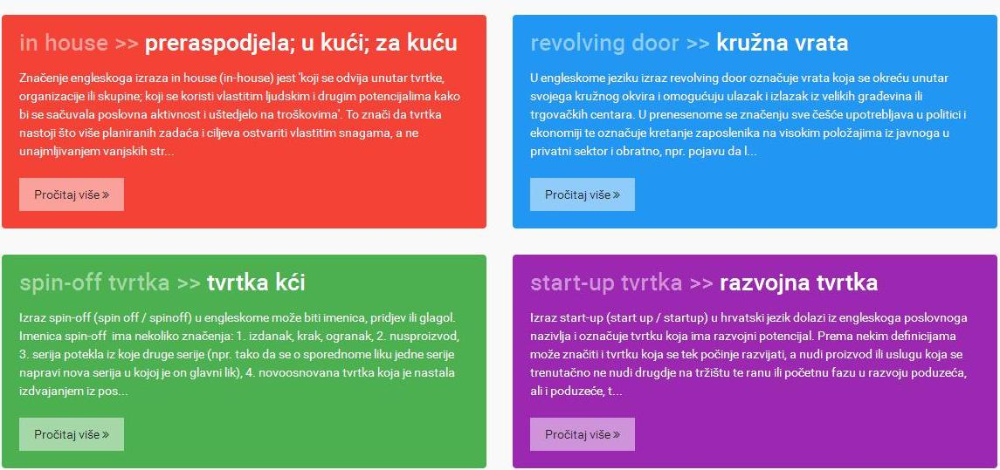 in house >> preraspodjela; u kući; za kuću
Značenje engleskoga izraza in house (in-house) jest 'koji se odvija unutar tvrtke,
organizacije ili skupine; koji se koristi vlastitim ljudskim i drugim potencijalima kako
bi se sačuvala poslovna aktivnost i uštedjelo na troškovima'. To znači da tvrtka
nastoji što više planiranih zadaća i ciljeva ostvariti vlastitim snagama, a ne
unajmljivanjem vanjskih str...
Pročitaj više »
revolving door >> kružna vrata
U engleskome jeziku izraz revolving door označuje vrata koja se okreću unutar
svojega kružnog okvira i omogućuju ulazak i izlazak iz velikih građevina ili
trgovačkih centara. U prenesenome se značenju sve češće upotrebljava u politici i
ekonomiji te označuje kretanje zaposlenika na visokim položajima iz javnoga u
privatni sektor i obratno, npr. pojavu da l...
Pročitaj više »
spin-off tvrtka >> tvrtka kći
Izraz spin-off (spin off / spinoff) u engleskome može biti imenica, pridjev ili glagol.
Imenica spin-off ima nekoliko značenja: 1. izdanak, krak, ogranak, 2. nusproizvod,
3. serija potekla iz koje druge serije (npr. tako da se o sporednome liku jedne serije
napravi nova serija u kojoj je on glavni lik), 4. novoosnovana tvrtka koja je nastala
izdvajanjem iz pos...
Pročitaj više »
start-up tvrtka >> razvojna tvrtka
Izraz start-up (start up / startup) u hrvatski jezik dolazi iz engleskoga poslovnoga
nazivlja i označuje tvrtku koja ima razvojni potencijal. Prema nekim definicijama
može značiti i tvrtku koja se tek počinje razvijati, a nudi proizvod ili uslugu koja se
trenutačno ne nudi drugdje na tržištu te ranu ili početnu fazu u razvoju poduzeća,
ali i poduzeće, t...
Pročitaj više »